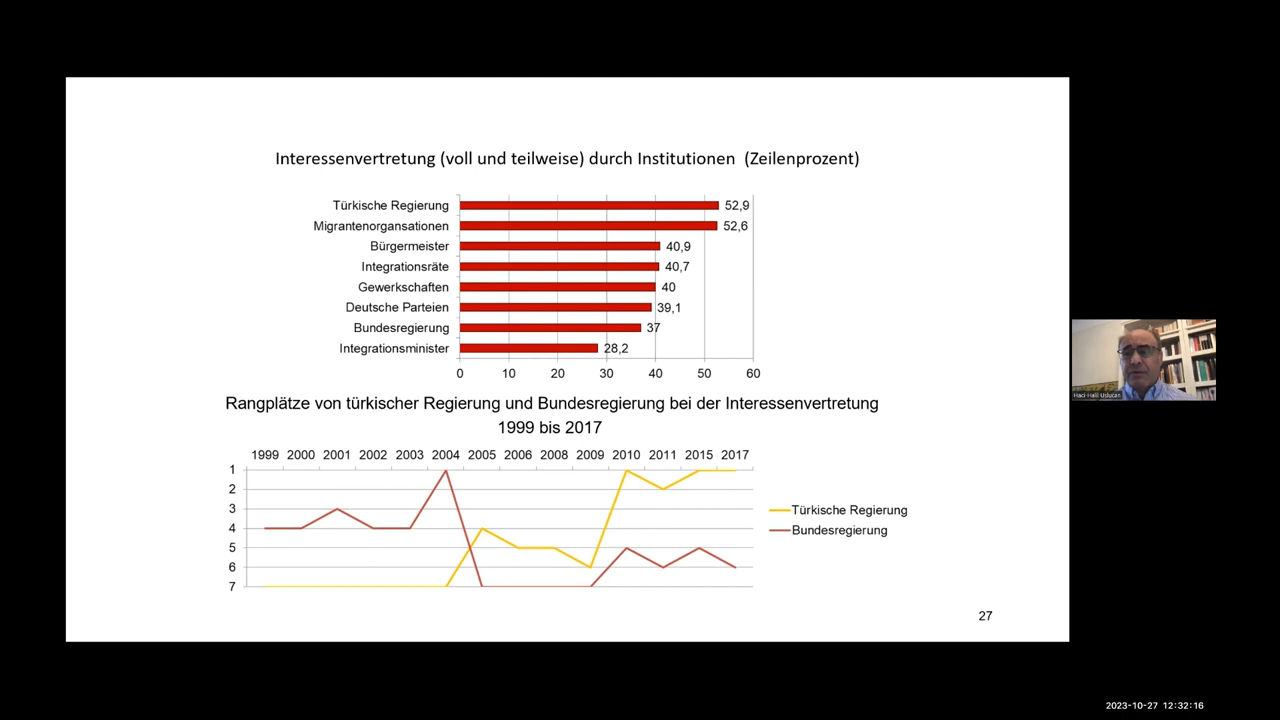 Interessenvertretung (voll und teilweise) durch Institutionen (Zeilenprozent)
Türkische Regierung 52,9
Migrantenorgansationen 52,6
Bürgermeister 40,9
Integrationsräte 40,7
Gewerkschaften 40
Deutsche Parteien 39,1
Bundesregierung 37
Integrationsminister 28,2
0 10 20 30 40 50 60
Rangplätze von türkischer Regierung und Bundesregierung bei der Interessenvertretung
1999 bis 2017
1999 2000 2001 2002 2003 2004 2005 2006 2008 2009 2010 2011 2015 2017
1
2
3
4
5
6
7
Türkische Regierung
Bundesregierung
27
Haci-Halil Uslucan
2023-10-27 12:32:16